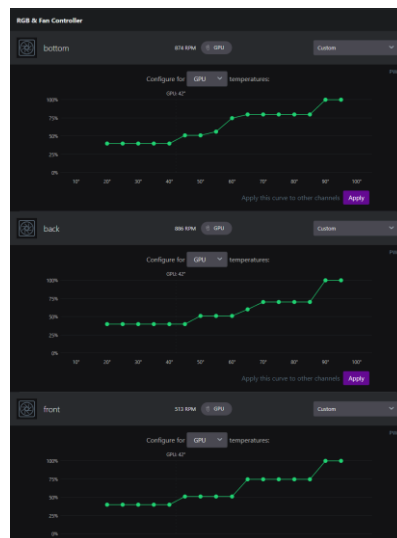 RGB & Fan Controller
bottom 874 RPM GPU Custom
Configure for GPU temperatures:
GPU-42°
100%
75%
50%
25%
0%
10° 20° 30° 40° 50° 60° 70° 80° 90° 100°
Apply this curve to other channels Apply
back 886 RPM GPU Custom
Configure for GPU temperatures:
GPU-42°
100%
75%
50%
25%
0%
10° 20° 30° 40° 50° 60° 70° 80° 90° 100°
Apply this curve to other channels Apply
front 513 RPM GPU Custom
Configure for GPU temperatures:
GPU-42°
100%
75%
50%
25%
0%